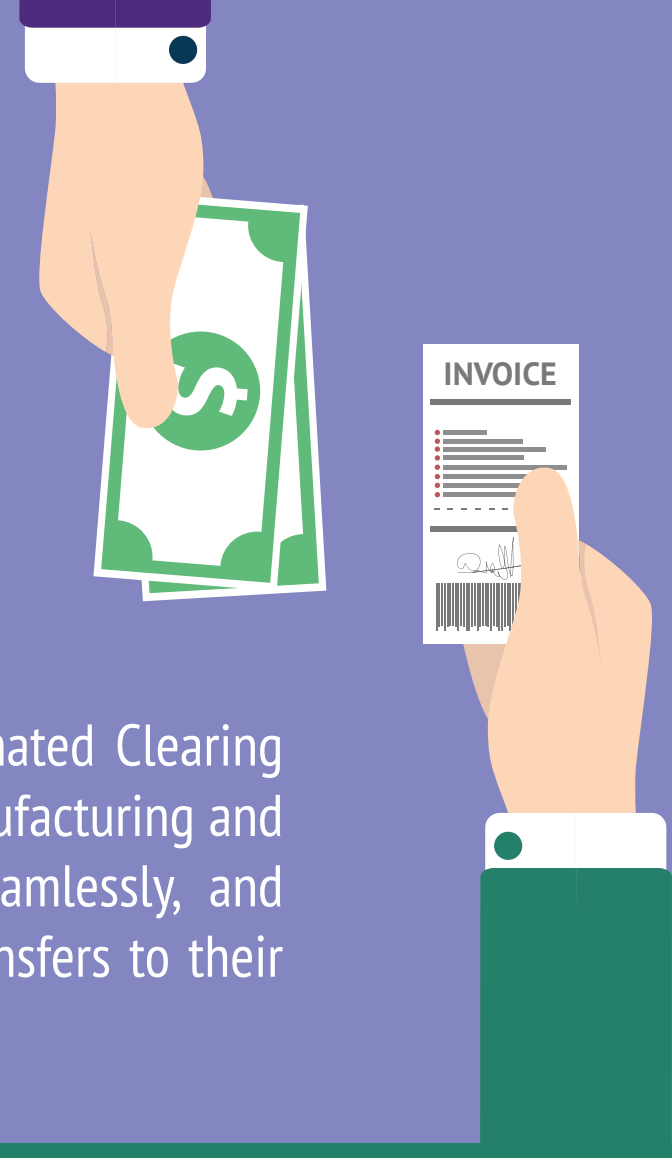 INVOICE
nated Clearing
ufacturing and
amlessly, and
nsfers to their